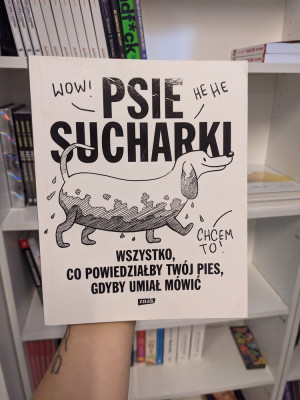 WOW!
PSIE
HE HE
SUCHARKI
CHCEM
TO!
WSZYSTKO,
CO POWIEDZIAŁBY TWÓJ PIES,
GDYBY UMIAŁ MÓWIĆ
ZNAK